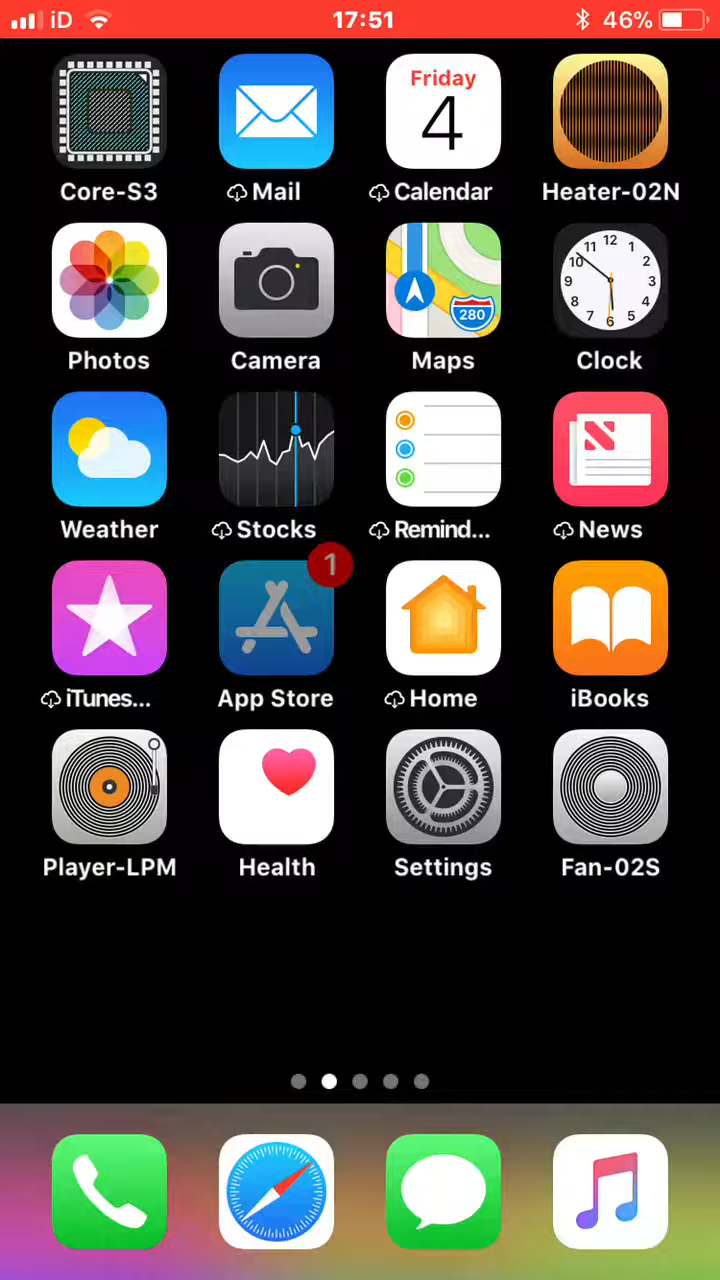 iD 17:51 46%
Friday
4
Core-S3 Mail Calendar Heater-02N
280
12 1 2 3 4 5 6 7 8 9 10 11
Photos Camera Maps Clock
Weather Stocks Remind... News
1
iTunes... App Store Home iBooks
Player-LPM Health Settings Fan-02S